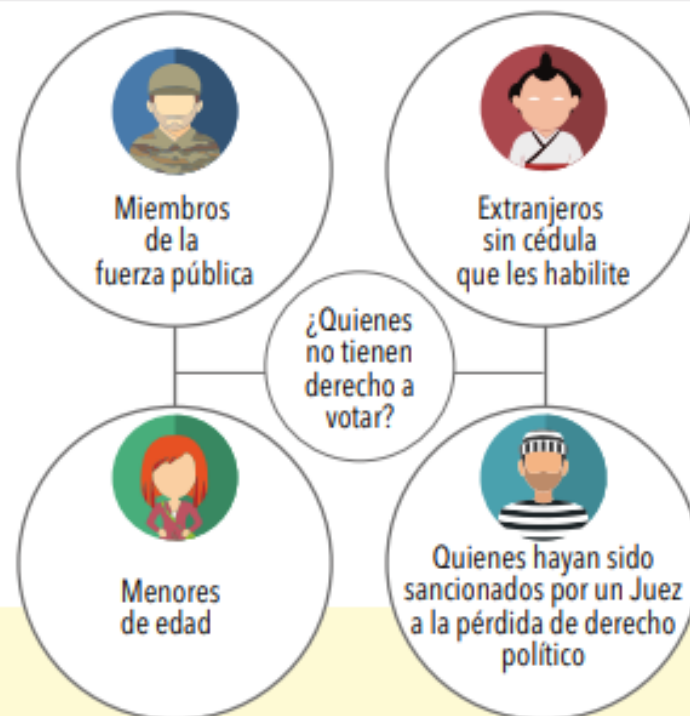 Miembros
de la
fuerza pública
Extranjeros
sin cédula
que les habilite
¿Quienes
no tienen
derecho a
votar?
Menores
de edad
Quienes hayan sido
sancionados por un Juez
a la pérdida de derecho
político